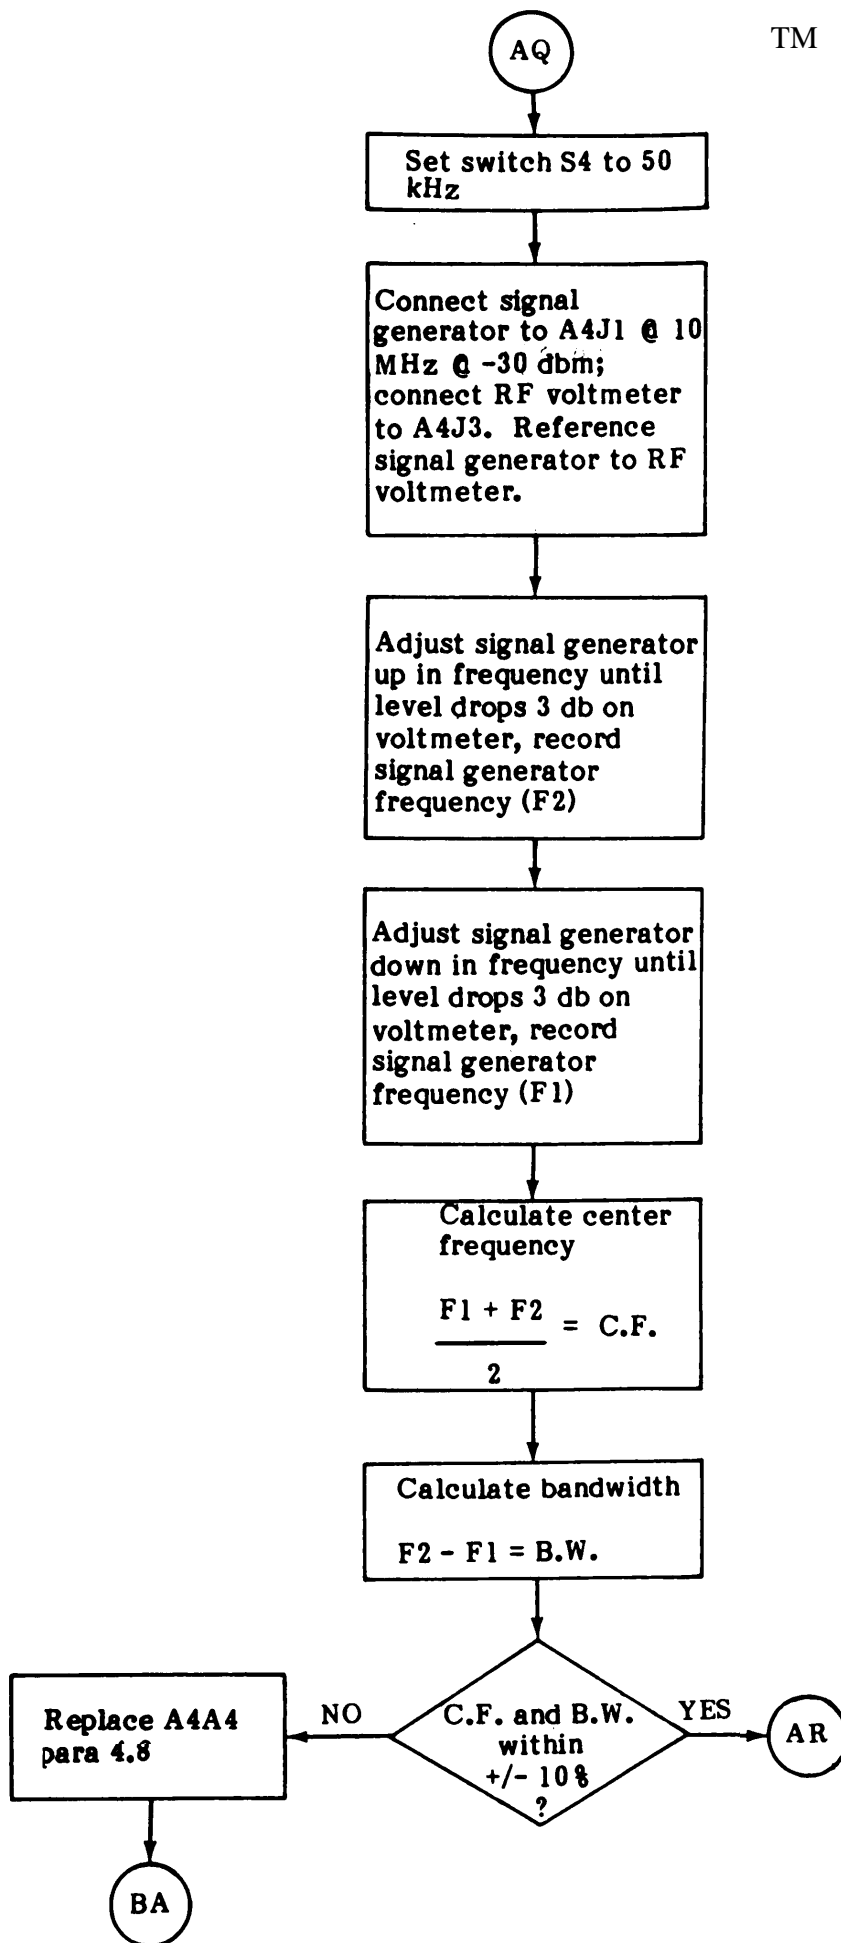 TM
AQ
Set switch S4 to 50
kHz
Connect signal
generator to A4J1 @ 10
MHz @ -30 dbm;
connect RF voltmeter
to A4J3. Reference
signal generator to RF
voltmeter.
Adjust signal generator
up in frequency until
level drops 3 db on
voltmeter, record
signal generator
frequency (F2)
Adjust signal generator
down in frequency until
level drops 3 db on
voltmeter, record
signal generator
frequency (F1)
Calculate center
frequency
F1 + F2
= C.F.
2
Calculate bandwidth
F2 - F1 = B.W.
C.F. and B.W.
within
+/- 10%
?
NO
YES
Replace A4A4
para 4.8
AR
BA